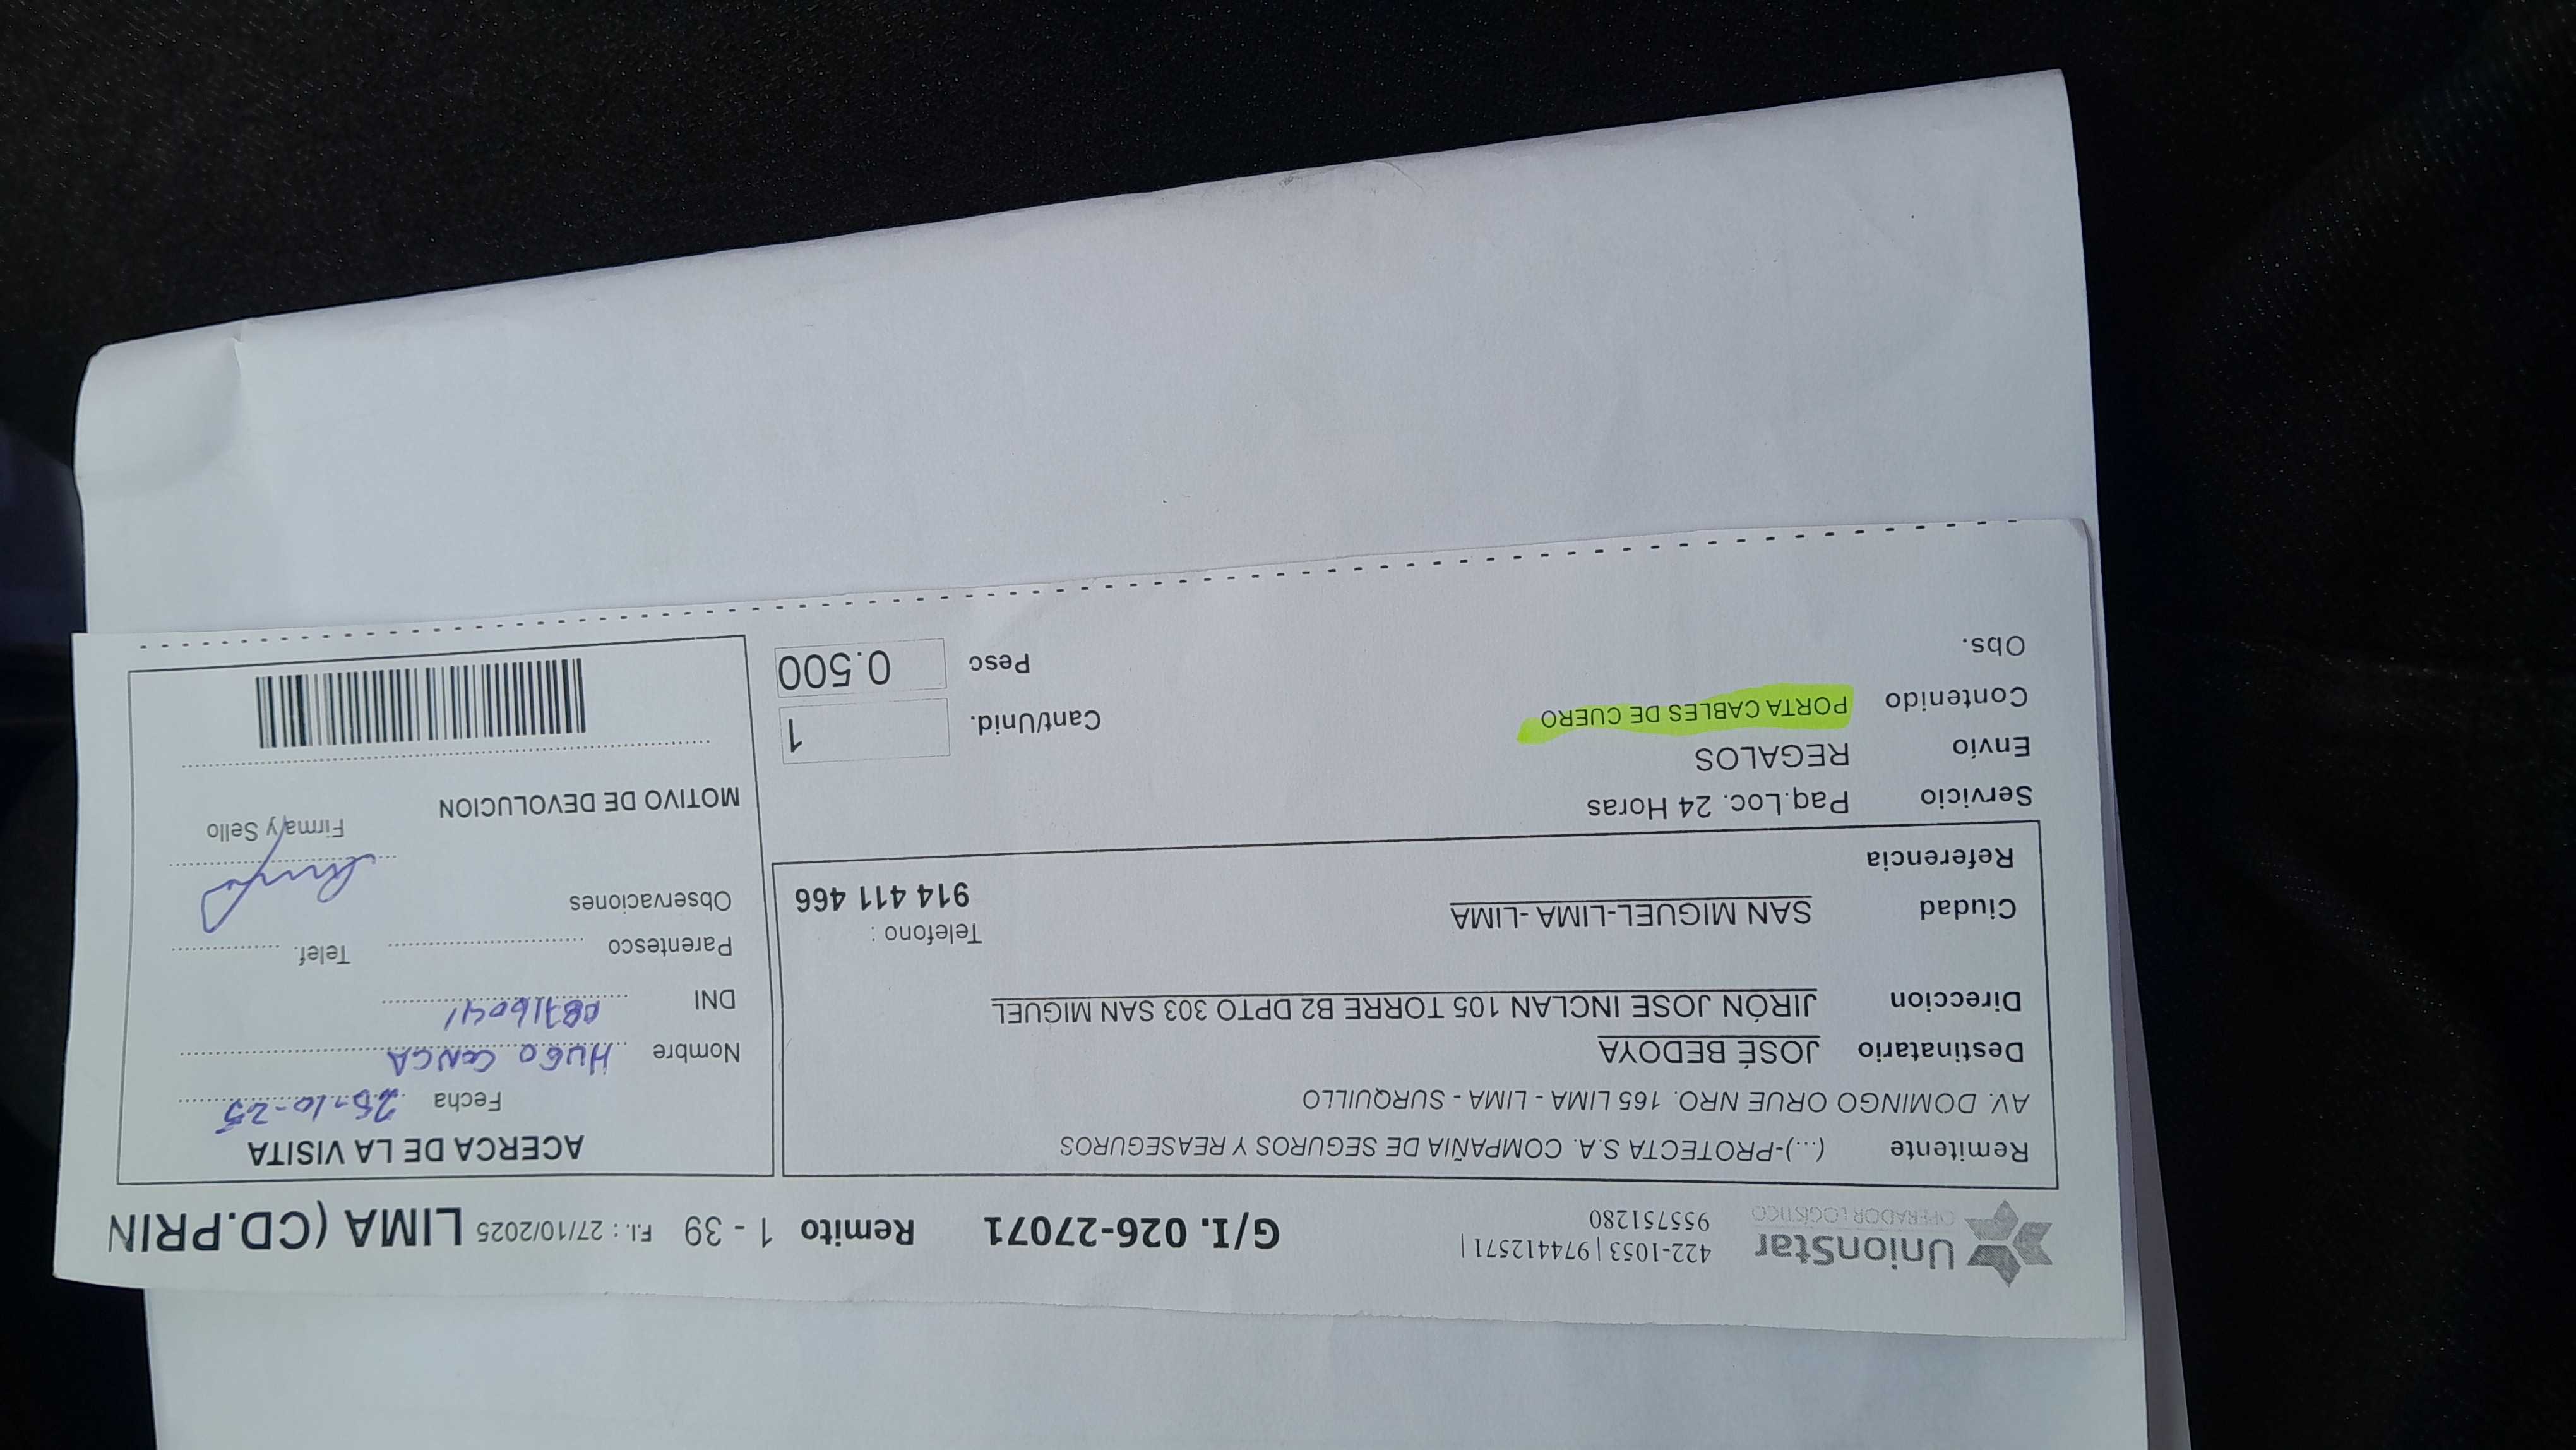 UnionStar
OPERADOR LOGÍSTICO
422-1053 | 974412571 |
955751280
G/I. 026-27071
Remito 1 - 39 F.I. : 27/10/2025 LIMA (CD.PRIN
Remitente (...)-PROTECTA S.A. COMPAÑIA DE SEGUROS Y REASEGUROS
AV. DOMINGO ORUE NRO. 165 LIMA - LIMA - SURQUILLO
Destinatario JOSÉ BEDOYA
Direccion JIRÓN JOSE INCLAN 105 TORRE B2 DPTO 303 SAN MIGUEL
Ciudad SAN MIGUEL-LIMA -LIMA
Telefono :
914 411 466
Referencia
Servicio Paq.Loc. 24 Horas
Envío REGALOS
Contenido PORTA CABLES DE CUERO
Obs.
Cant/Unid. 1
Peso 0.500
ACERCA DE LA VISITA
Fecha 28-10-25
Nombre HUGO
DNI 08716041
Parentesco Telef.
Observaciones
Firma y Sello
MOTIVO DE DEVOLUCION